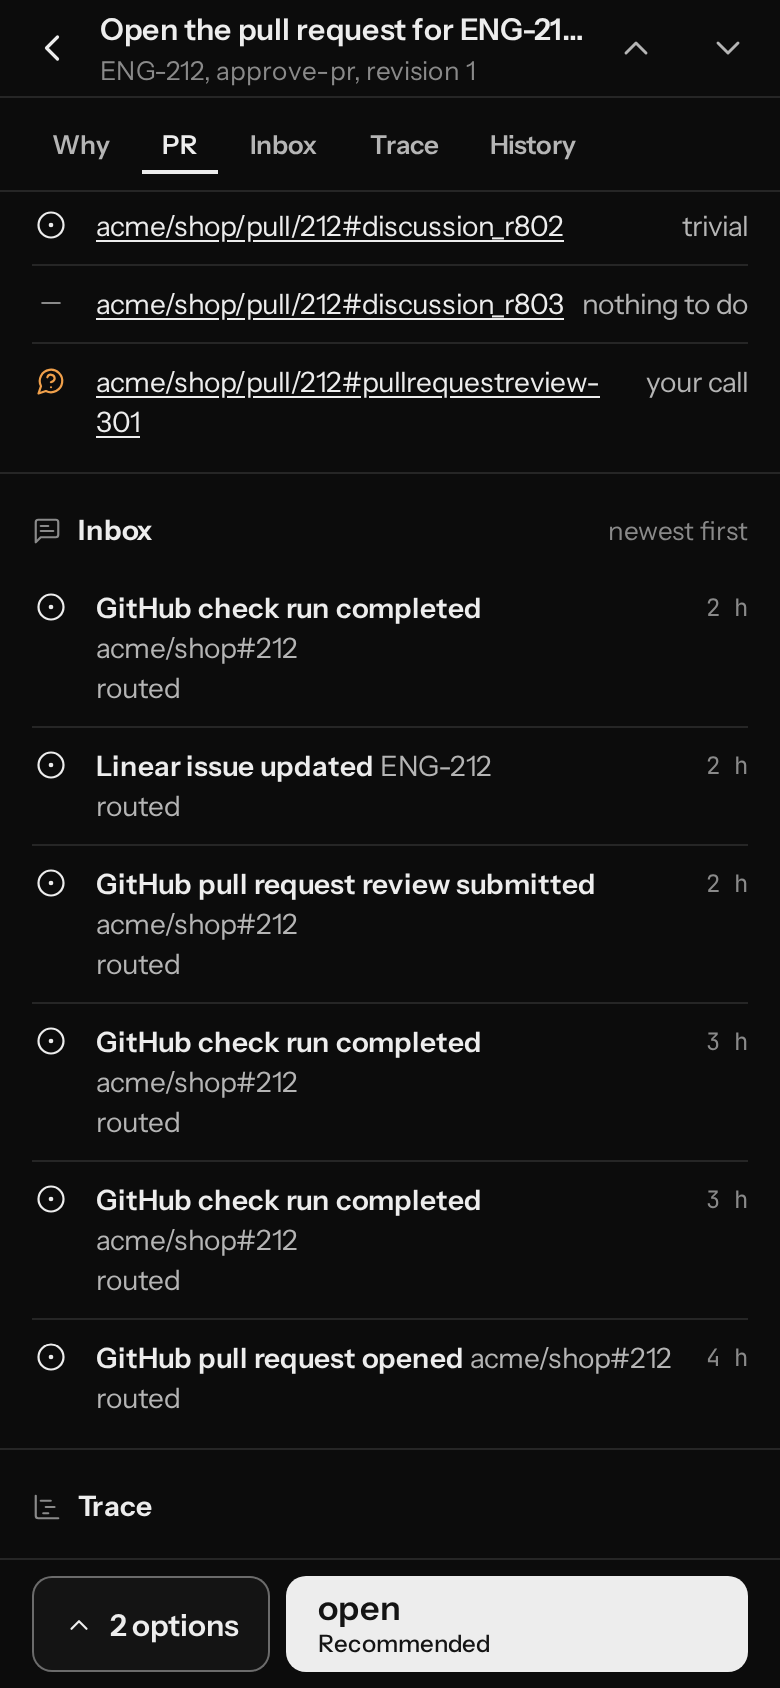 Open the pull request for ENG-21...
ENG-212, approve-pr, revision 1
Why PR Inbox Trace History
acme/shop/pull/212#discussion_r802 trivial
acme/shop/pull/212#discussion_r803 nothing to do
acme/shop/pull/212#pullrequestreview- your call
301
Inbox newest first
GitHub check run completed 2 h
acme/shop#212
routed
Linear issue updated ENG-212 2 h
routed
GitHub pull request review submitted 2 h
acme/shop#212
routed
GitHub check run completed 3 h
acme/shop#212
routed
GitHub check run completed 3 h
acme/shop#212
routed
GitHub pull request opened acme/shop#212 4 h
routed
Trace
2 options
open
Recommended